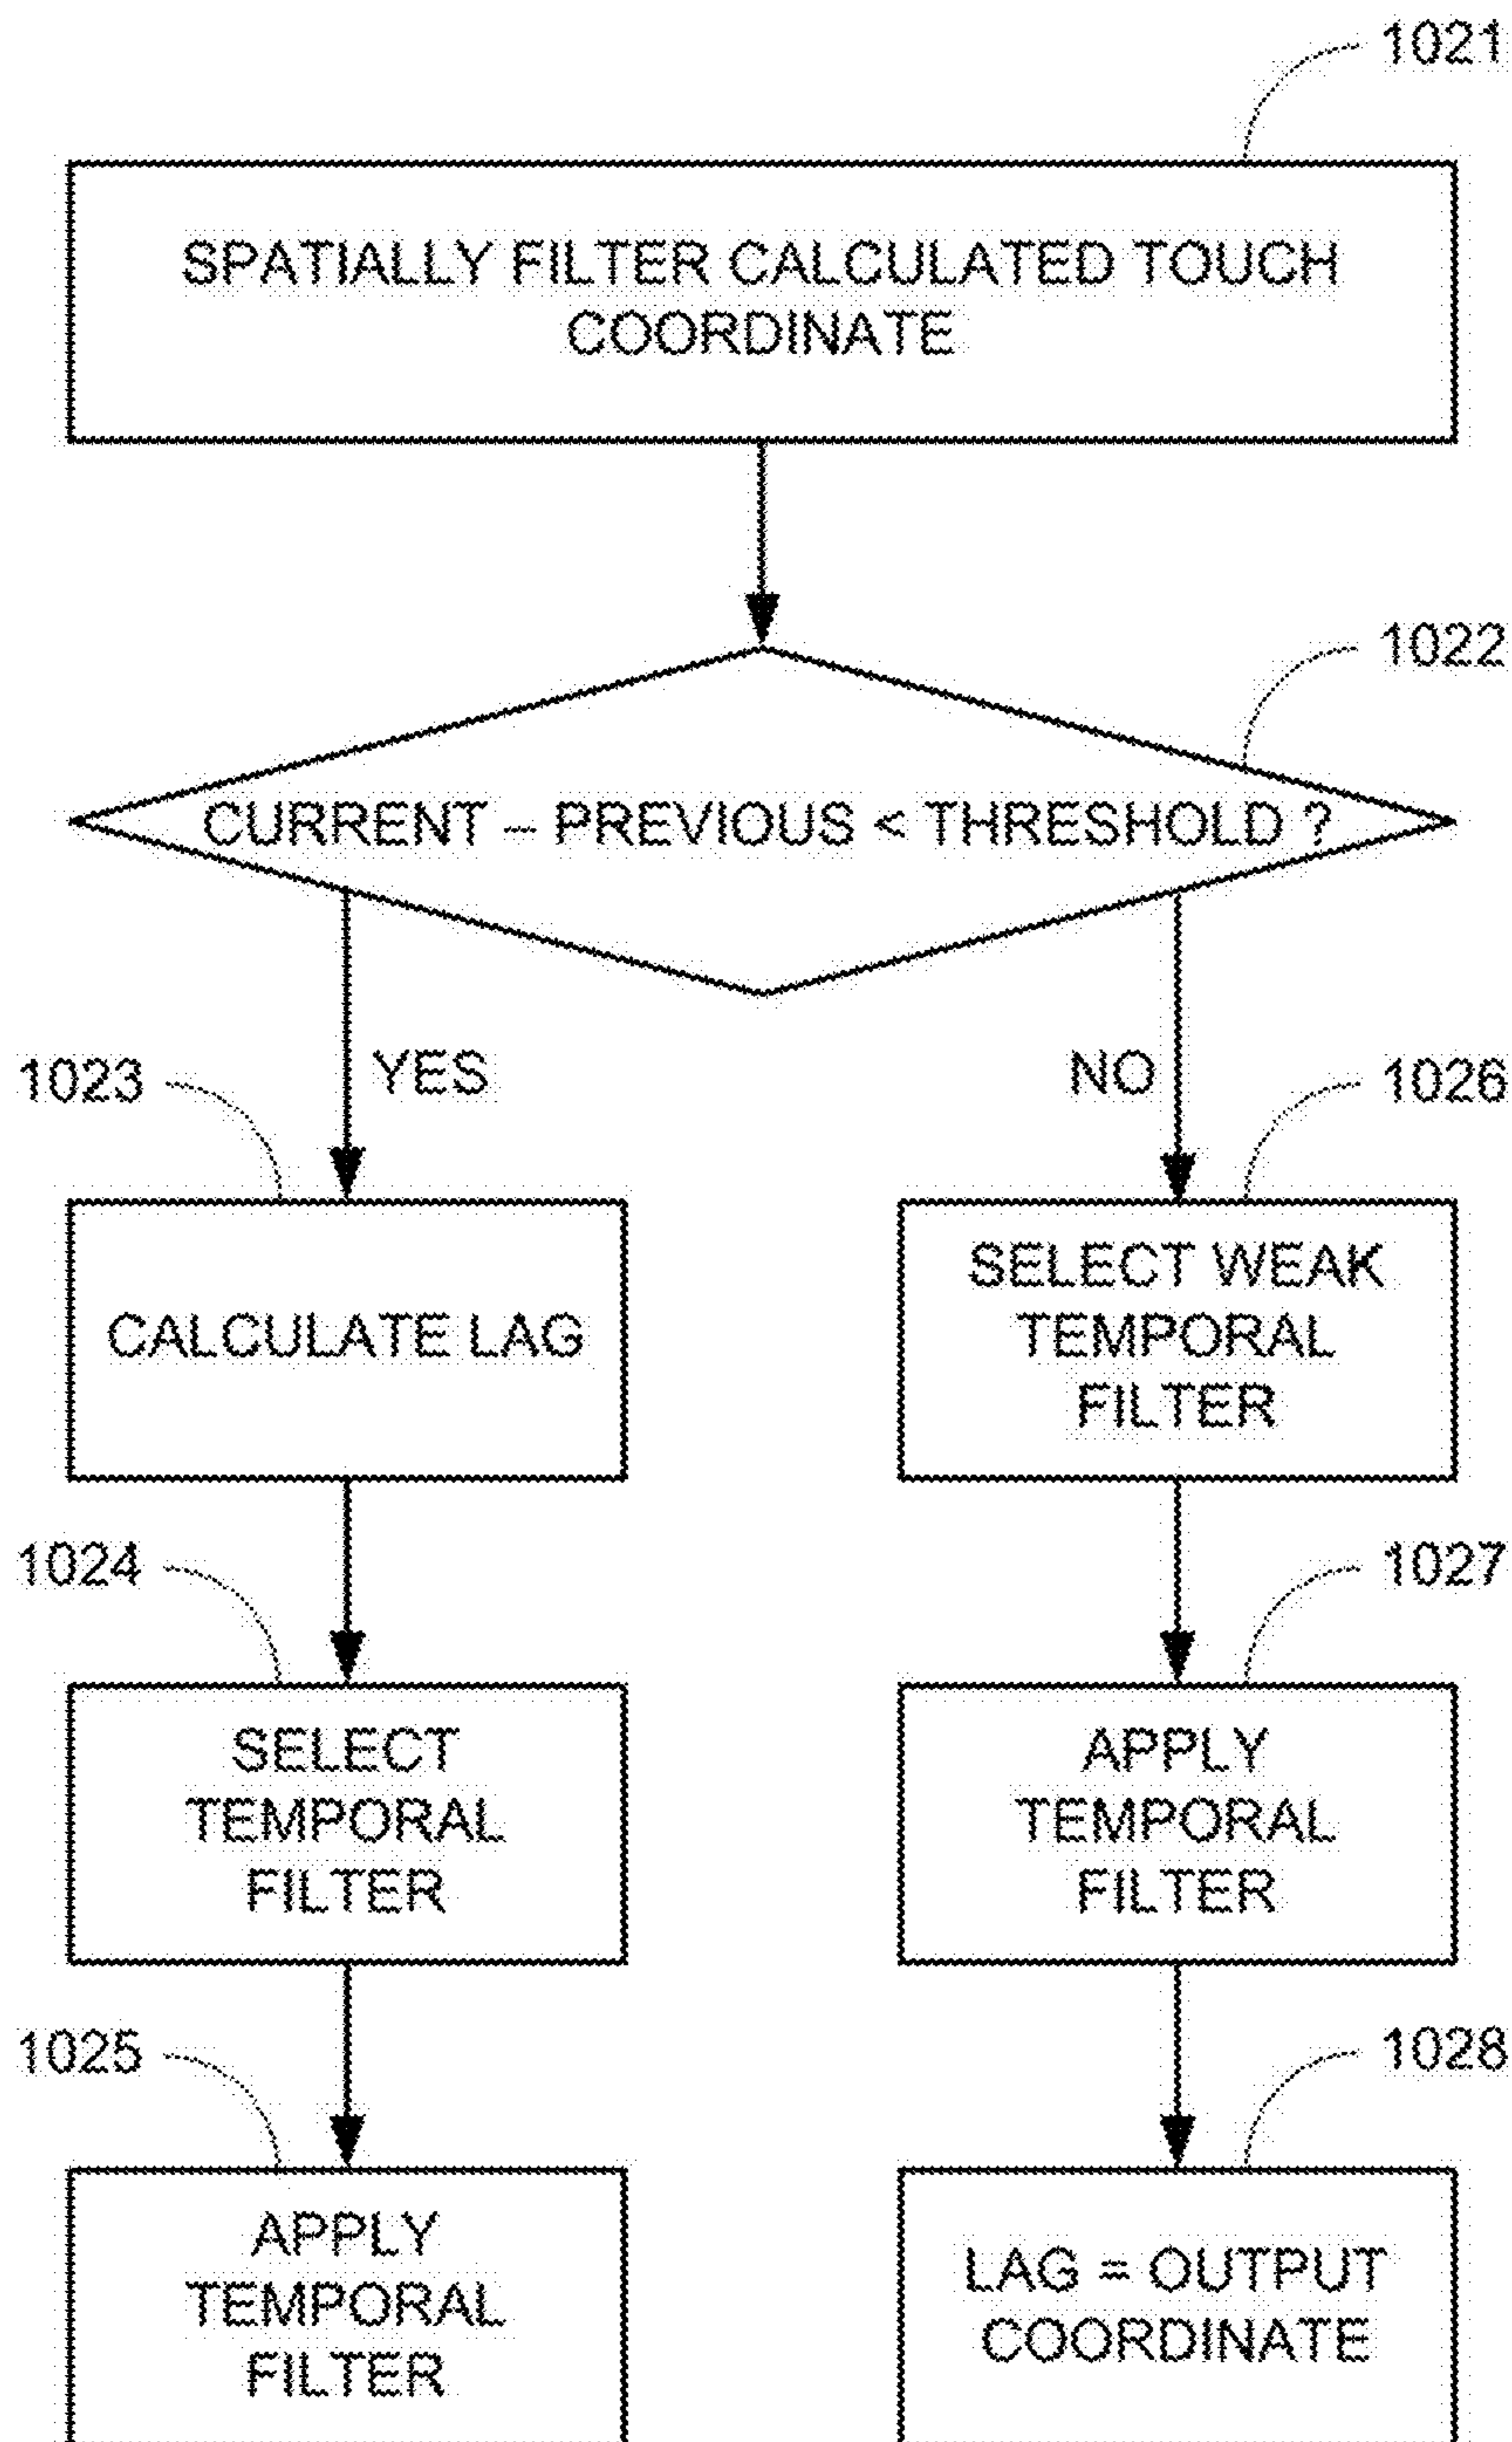 1021
SPATIALLY FILTER CALCULATED TOUCH
COORDINATE
1022
CURRENT – PREVIOUS < THRESHOLD ?
YES
NO
1023
1026
CALCULATE LAG
SELECT WEAK
TEMPORAL
FILTER
1024
1027
SELECT
TEMPORAL
FILTER
APPLY
TEMPORAL
FILTER
1025
1028
APPLY
TEMPORAL
FILTER
LAG = OUTPUT
COORDINATE